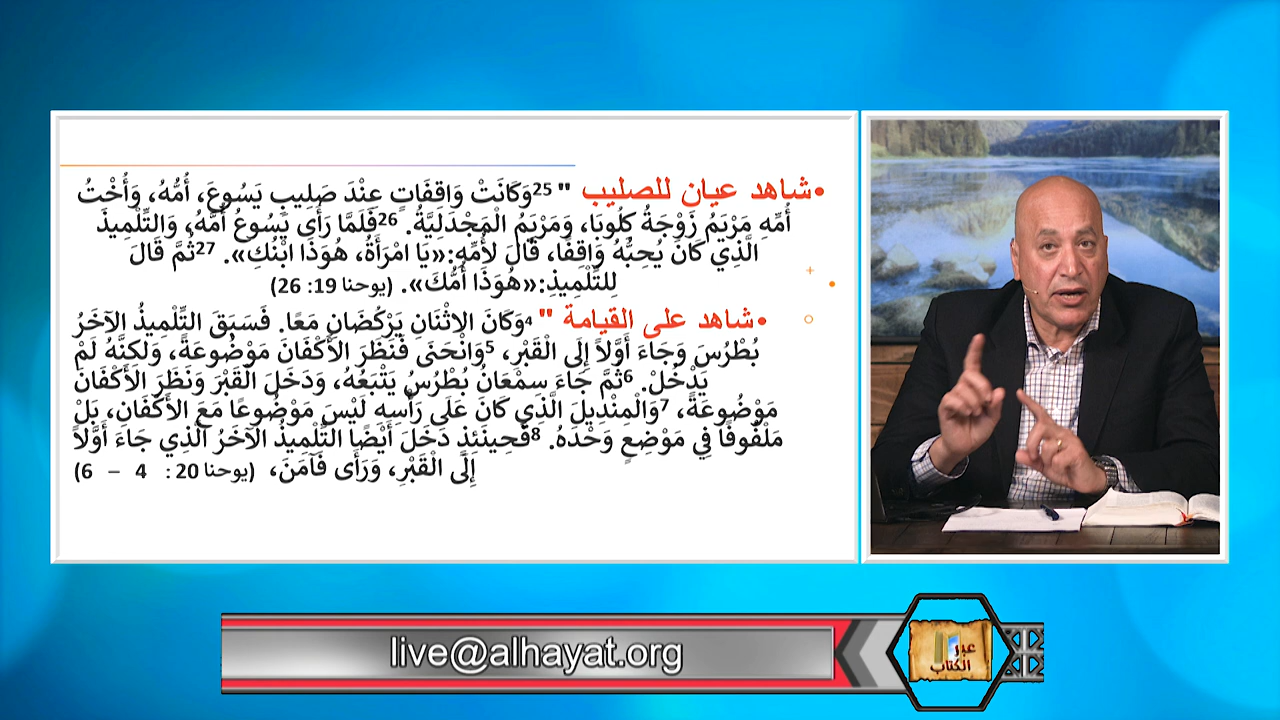 •شاهد عيان للصليب " 25وَكَانَتْ وَاقِفَاتٍ عِنْدَ صَلِيبِ يَسُوعَ، أُمُّهُ، وَأُخْتُ
أُمِّهِ مَرْيَمُ زَوْجَةُ كِلُوبَا، وَمَرْيَمُ الْمَجْدَلِيَّةُ. 26فَلَمَّا رَأَى يَسُوعُ أُمَّهُ، وَالتِّلْمِيذَ
الَّذِي كَانَ يُحِبُّهُ وَاقِفًا، قَالَ لأُمِّهِ:«يَا امْرَأَةُ، هُوَذَا ابْنُكِ». 27ثُمَّ قَالَ
لِلتِّلْمِيذِ:«هُوَذَا أُمُّكَ». (يوحنا 19: 26)
•شاهد على القيامة " 4وَكَانَ الاِثْنَانِ يَرْكُضَانِ مَعًا. فَسَبَقَ التِّلْمِيذُ الآخَرُ
بُطْرُسَ وَجَاءَ أَوَّلاً إِلَى الْقَبْرِ، 5وَانْحَنَى فَنَظَرَ الأَكْفَانَ مَوْضُوعَةً، وَلكِنَّهُ لَمْ
يَدْخُلْ. 6ثُمَّ جَاءَ سِمْعَانُ بُطْرُسُ يَتْبَعُهُ، وَدَخَلَ الْقَبْرَ وَنَظَرَ الأَكْفَانَ
مَوْضُوعَةً، 7وَالْمِنْدِيلَ الَّذِي كَانَ عَلَى رَأْسِهِ لَيْسَ مَوْضُوعًا مَعَ الأَكْفَانِ، بَلْ
مَلْفُوفًا فِي مَوْضِعٍ وَحْدَهُ. 8فَحِينَئِذٍ دَخَلَ أَيْضًا التِّلْمِيذُ الآخَرُ الَّذِي جَاءَ أَوَّلاً
إِلَى الْقَبْرِ، وَرَأَى فَآمَنَ، (يوحنا 20 : 4 – 6)
live@alhayat.org
عبر
الكتاب